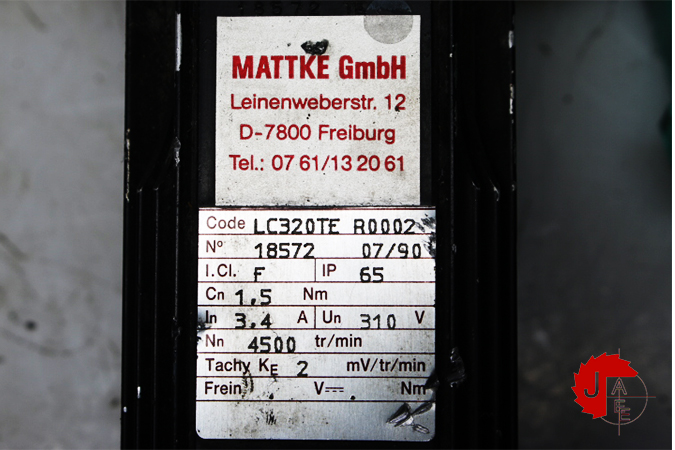 MATTKE GmbH
Leinenweberstr. 12
D-7800 Freiburg
Tel.: 07 61/13 20 61
Code LC320TE R0002
N° 18572 07/90
I.Cl. F IP 65
Cn 1,5 Nm
In 3.4 A Un 310 V
Nn 4500 tr/min
Tachy KE 2 mV/tr/min
Frein V⎓ Nm
J